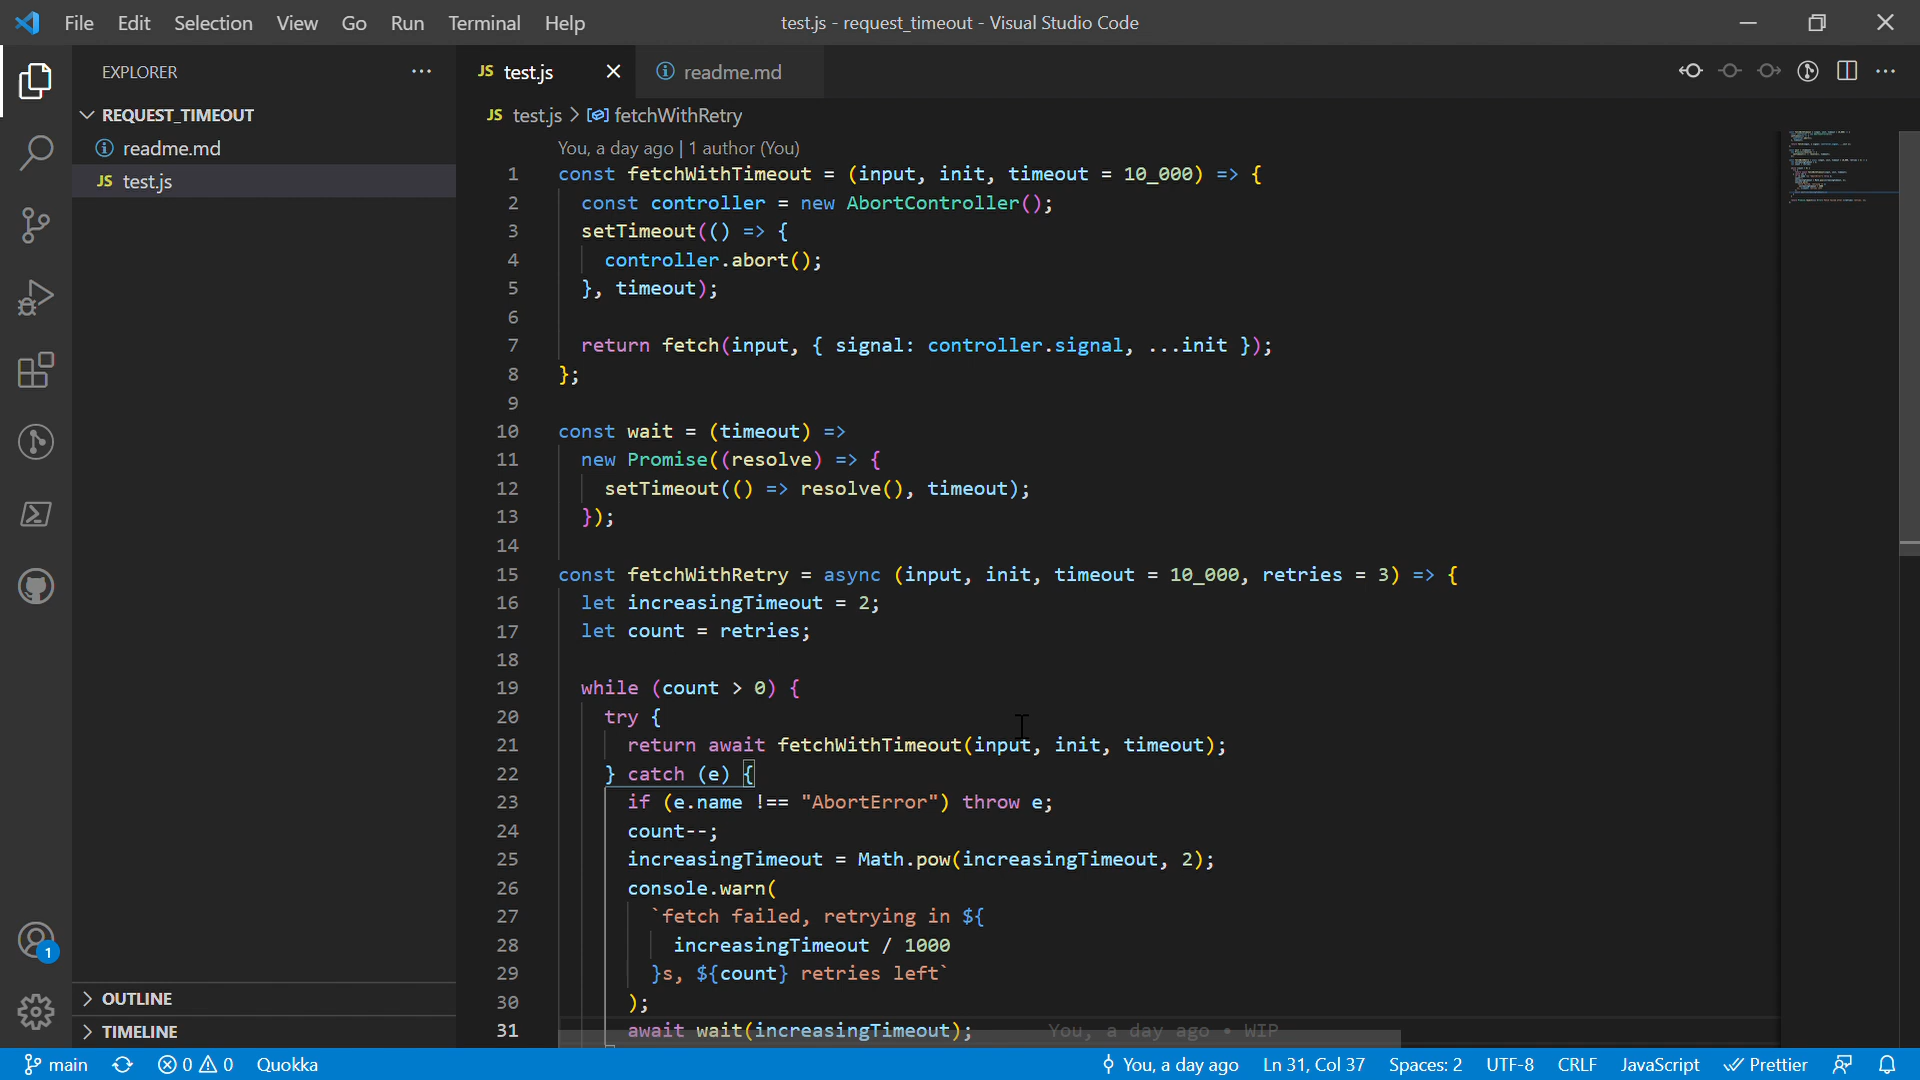 File Edit Selection View Go Run Terminal Help
test.js - request_timeout - Visual Studio Code
EXPLORER
REQUEST_TIMEOUT
readme.md
JS test.js
OUTLINE
TIMELINE
JS test.js
readme.md
JS test.js > fetchWithRetry
You, a day ago | 1 author (You)
1 const fetchWithTimeout = (input, init, timeout = 10_000) => {
2 const controller = new AbortController();
3 setTimeout(() => {
4 controller.abort();
5 }, timeout);
6
7 return fetch(input, { signal: controller.signal, ...init });
8 };
9
10 const wait = (timeout) =>
11 new Promise((resolve) => {
12 setTimeout(() => resolve(), timeout);
13 });
14
15 const fetchWithRetry = async (input, init, timeout = 10_000, retries = 3) => {
16 let increasingTimeout = 2;
17 let count = retries;
18
19 while (count > 0) {
20 try {
21 return await fetchWithTimeout(input, init, timeout);
22 } catch (e) {
23 if (e.name !== "AbortError") throw e;
24 count--;
25 increasingTimeout = Math.pow(increasingTimeout, 2);
26 console.warn(
27 `fetch failed, retrying in ${
28 increasingTimeout / 1000
29 }s, ${count} retries left`
30 );
31 await wait(increasingTimeout); You, a day ago • WIP
1
main 0 0 Quokka
You, a day ago Ln 31, Col 37 Spaces: 2 UTF-8 CRLF JavaScript Prettier